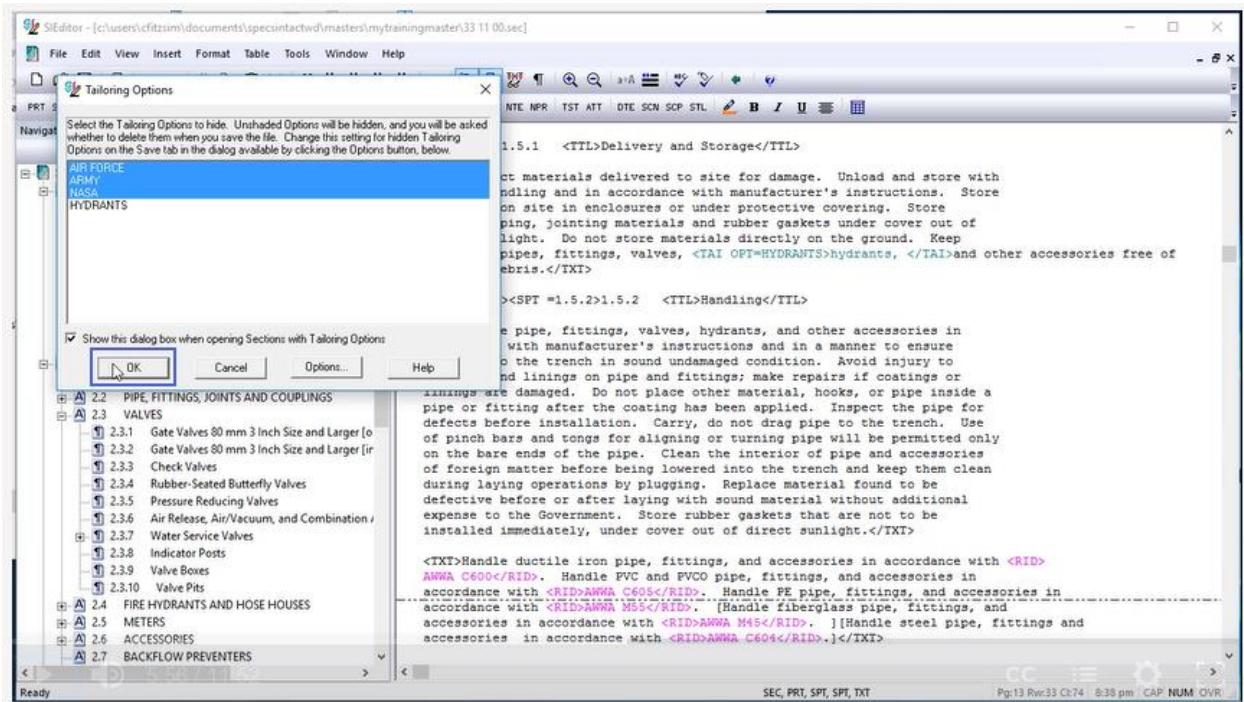 SIEditor - [c:\users\cfitzsim\documents\specsintactwd\masters\mytrainingmaster\33 11 00.sec]
File Edit View Insert Format Table Tools Window Help
Tailoring Options
Select the Tailoring Options to hide. Unshaded Options will be hidden, and you will be asked
whether to delete them when you save the file. Change this setting for hidden Tailoring
Options on the Save tab in the dialog available by clicking the Options button, below.
AIR FORCE
ARMY
NASA
HYDRANTS
Show this dialog box when opening Sections with Tailoring Options
OK Cancel Options... Help
PRT
NTE NPR TST ATT DTE SCN SCP STL B I U
Navigat
2.2 PIPE, FITTINGS, JOINTS AND COUPLINGS
2.3 VALVES
2.3.1 Gate Valves 80 mm 3 Inch Size and Larger [o
2.3.2 Gate Valves 80 mm 3 Inch Size and Larger [ir
2.3.3 Check Valves
2.3.4 Rubber-Seated Butterfly Valves
2.3.5 Pressure Reducing Valves
2.3.6 Air Release, Air/Vacuum, and Combination
2.3.7 Water Service Valves
2.3.8 Indicator Posts
2.3.9 Valve Boxes
2.3.10 Valve Pits
2.4 FIRE HYDRANTS AND HOSE HOUSES
2.5 METERS
2.6 ACCESSORIES
2.7 BACKFLOW PREVENTERS
1.5.1 <TTL>Delivery and Storage</TTL>
ct materials delivered to site for damage. Unload and store with
ndling and in accordance with manufacturer's instructions. Store
on site in enclosures or under protective covering. Store
ping, jointing materials and rubber gaskets under cover out of
light. Do not store materials directly on the ground. Keep
pipes, fittings, valves, <TAI OPT=HYDRANTS>hydrants, </TAI>and other accessories free of
ebris.</TXT>
><SPT =1.5.2>1.5.2 <TTL>Handling</TTL>
e pipe, fittings, valves, hydrants, and other accessories in
with manufacturer's instructions and in a manner to ensure
o the trench in sound undamaged condition. Avoid injury to
nd linings on pipe and fittings; make repairs if coatings or
linings are damaged. Do not place other material, hooks, or pipe inside a
pipe or fitting after the coating has been applied. Inspect the pipe for
defects before installation. Carry, do not drag pipe to the trench. Use
of pinch bars and tongs for aligning or turning pipe will be permitted only
on the bare ends of the pipe. Clean the interior of pipe and accessories
of foreign matter before being lowered into the trench and keep them clean
during laying operations by plugging. Replace material found to be
defective before or after laying with sound material without additional
expense to the Government. Store rubber gaskets that are not to be
installed immediately, under cover out of direct sunlight.</TXT>
<TXT>Handle ductile iron pipe, fittings, and accessories in accordance with <RID>
AWWA C600</RID>. Handle PVC and PVCO pipe, fittings, and accessories in
accordance with <RID>AWWA C605</RID>. Handle PE pipe, fittings, and accessories in
accordance with <RID>AWWA M55</RID>. [Handle fiberglass pipe, fittings, and
accessories in accordance with <RID>AWWA M45</RID>. ][Handle steel pipe, fittings and
accessories in accordance with <RID>AWWA C604</RID>.]</TXT>
CC
Ready SEC, PRT, SPT, SPT, TXT Pg:13 Rw:33 Cl:74 8:38 pm CAP NUM OVR